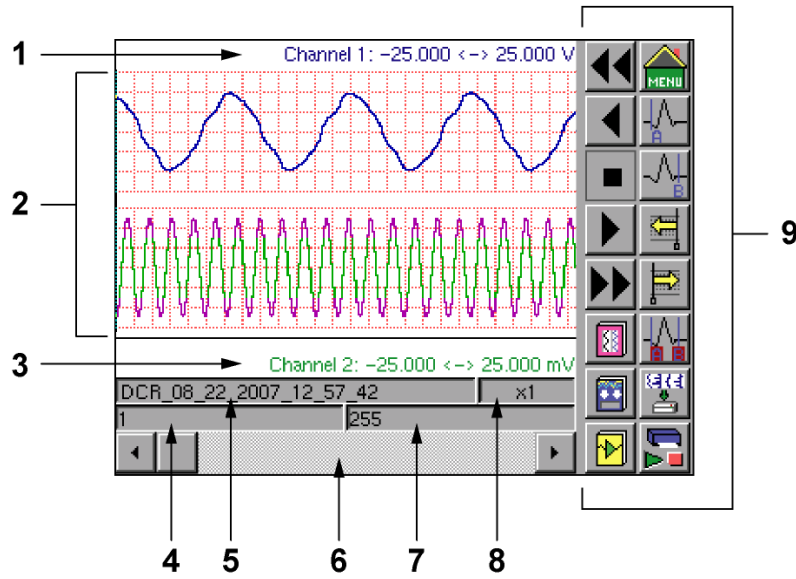 1
Channel 1: -25.000 <-> 25.000 V
MENU
A
B
2
9
3
Channel 2: -25.000 <-> 25.000 mV
DCR_08_22_2007_12_57_42
x1
1
255
4
5
6
7
8